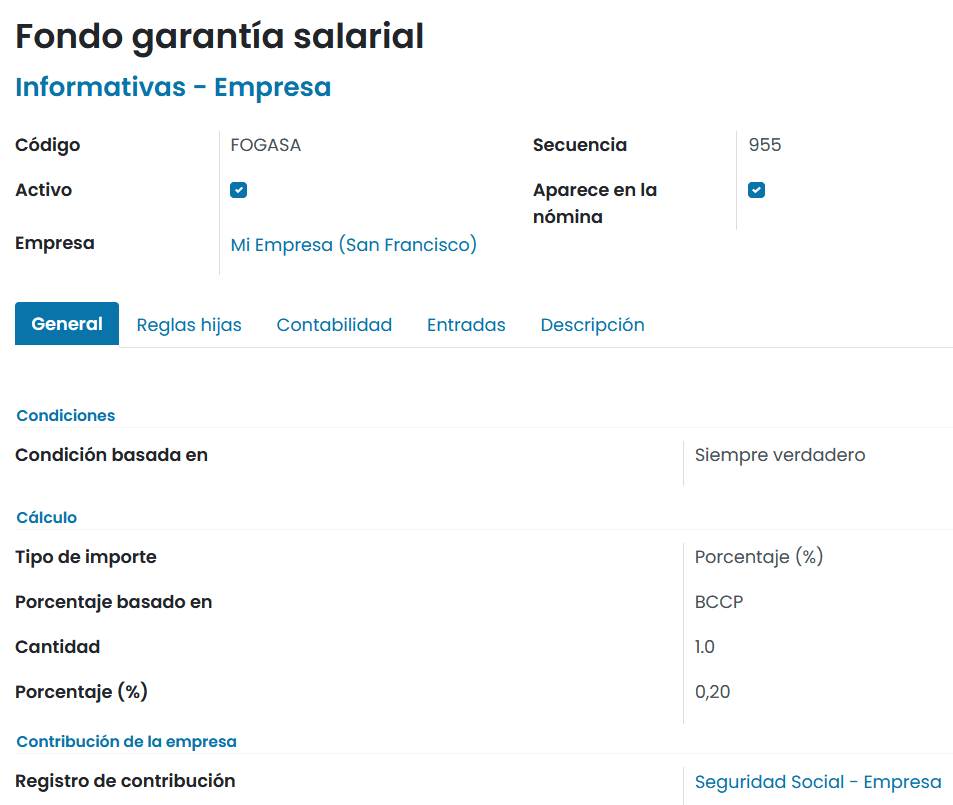 Fondo garantía salarial
Informativas - Empresa
Código FOGASA Secuencia 955
Activo Aparece en la
nómina
Empresa Mi Empresa (San Francisco)
General Reglas hijas Contabilidad Entradas Descripción
Condiciones
Condición basada en Siempre verdadero
Cálculo
Tipo de importe Porcentaje (%)
Porcentaje basado en BCCP
Cantidad 1.0
Porcentaje (%) 0,20
Contribución de la empresa
Registro de contribución Seguridad Social - Empresa